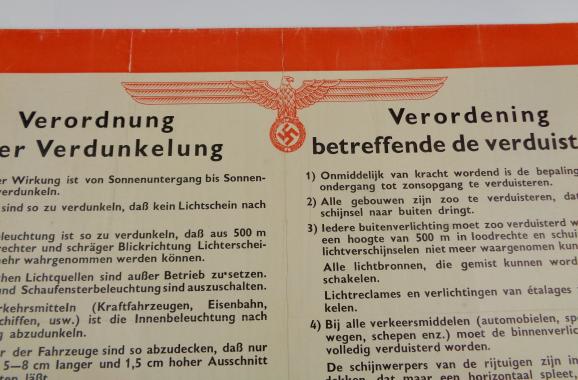 Verordnung
er Verdunkelung
er Wirkung ist von Sonnenuntergang bis Sonnen-
verdunkeln.
sind so zu verdunkeln, daß kein Lichtschein nach
eleuchtung ist so zu verdunkeln, daß aus 500 m
rechter und schräger Blickrichtung Lichterschei-
mehr wahrgenommen werden können.
chen Lichtquellen sind außer Betrieb zu setzen.
und Schaufensterbeleuchtung sind auszuschalten.
rkehrsmitteln (Kraftfahrzeugen, Eisenbahn,
chiffen, usw.) ist die Innenbeleuchtung nach
g abzudunkeln.
r der Fahrzeuge sind so abzudecken, daß nur
5—8 cm langer und 1,5 cm hoher Ausschnitt
ten läßt.
Verordening
betreffende de verduist
1) Onmiddelijk van kracht wordend is de bepaling
ondergang tot zonsopgang te verduisteren.
2) Alle gebouwen zijn zoo te verduisteren, da
schijnsel naar buiten dringt.
3) Iedere buitenverlichting moet zoo verduisterd w
een hoogte van 500 m in loodrechte en schui
lichtverschijnselen niet meer waargenomen kun
Alle lichtbronnen, die gemist kunnen word
schakelen.
Lichtreclames en verlichtingen van étalages
kelen.
4) Bij alle verkeersmiddelen (automobielen, sp
wegen, schepen enz.) moet de binnenverlic
volledig verduisterd worden.
De schijnwerpers van de rijtuigen zijn in
dekken, dat maar een horizontaal spleet,